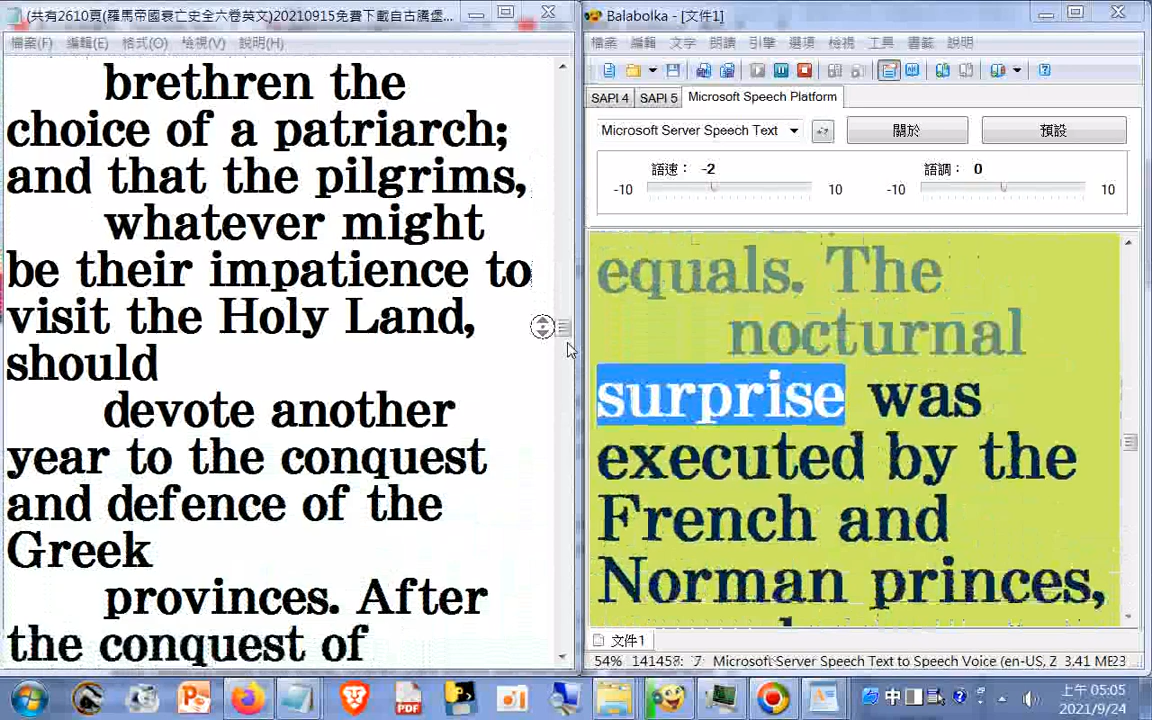 (共有2610頁(羅馬帝國衰亡史全六卷英文)20210915免費下載自古騰堡...
檔案(F) 編輯(E) 格式(O) 檢視(V) 說明(H)
brethren the
choice of a patriarch;
and that the pilgrims,
whatever might
be their impatience to
visit the Holy Land,
should
devote another
year to the conquest
and defence of the
Greek
provinces. After
the conquest of
Balabolka - [文件1]
檔案 編輯 文字 朗讀 引擎 選項 檢視 工具 書籤 說明
SAPI 4 SAPI 5 Microsoft Speech Platform
Microsoft Server Speech Text 關於 預設
語速： -2 語調： 0
-10 10 -10 10
equals. The
nocturnal
surprise was
executed by the
French and
Norman princes,
文件1
54% 141458: 7 Microsoft Server Speech Text to Speech Voice (en-US, Z 3,41 ME23
中
上午 05:05
2021/9/24